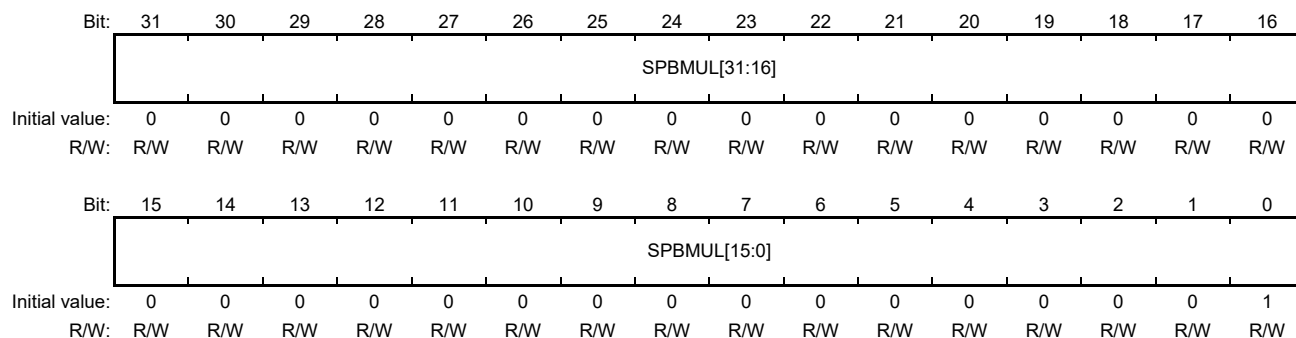 Bit: 31 30 29 28 27 26 25 24 23 22 21 20 19 18 17 16
SPBMUL[31:16]
Initial value: 0 0 0 0 0 0 0 0 0 0 0 0 0 0 0 0
R/W: R/W R/W R/W R/W R/W R/W R/W R/W R/W R/W R/W R/W R/W R/W R/W R/W
Bit: 15 14 13 12 11 10 9 8 7 6 5 4 3 2 1 0
SPBMUL[15:0]
Initial value: 0 0 0 0 0 0 0 0 0 0 0 0 0 0 0 1
R/W: R/W R/W R/W R/W R/W R/W R/W R/W R/W R/W R/W R/W R/W R/W R/W R/W